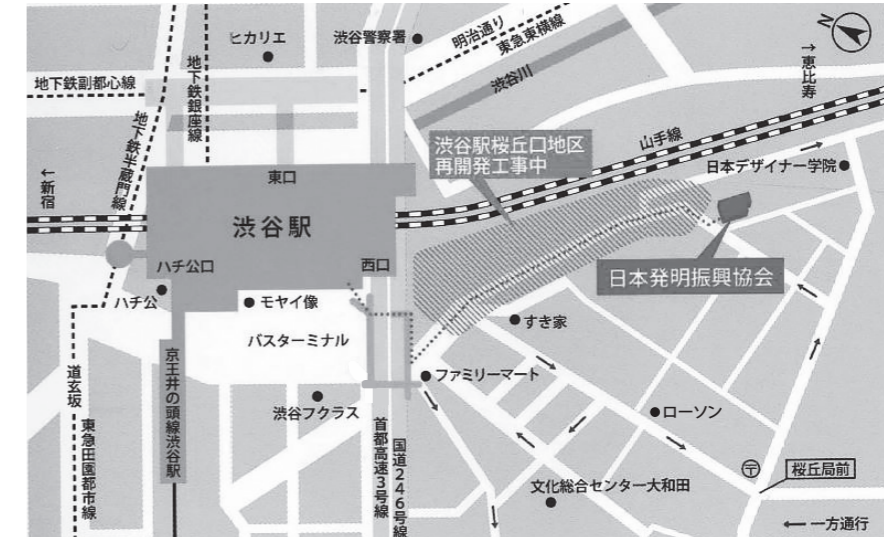 ヒカリエ
渋谷警察署
明治通り
東急東横線
N
↑恵比寿
地下鉄副都心線
地下鉄銀座線
渋谷川
地下鉄半蔵門線
渋谷駅桜丘口地区
再開発工事中
山手線
日本デザイナー学院
↑新宿
東口
渋谷駅
ハチ公口
西口
日本発明振興協会
ハチ公
モヤイ像
すき家
バスターミナル
京王井の頭線渋谷駅
道玄坂
ファミリーマート
渋谷フクラス
ローソン
東急田園都市線
首都高速3号線
国道246号線
〒
桜丘局前
文化総合センター大和田
←一方通行